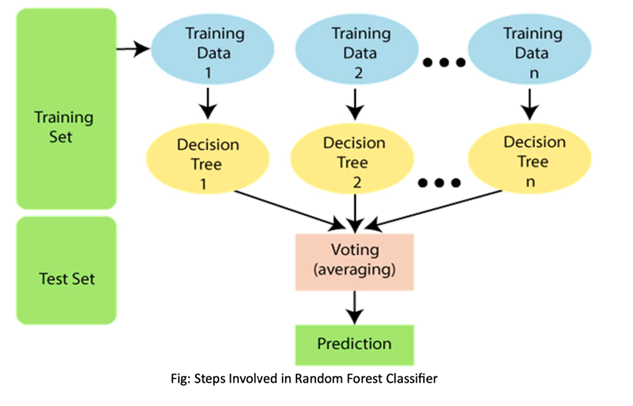 Training
Set
Training
Data
1
Training
Data
2
Training
Data
n
Decision
Tree
1
Decision
Tree
2
Decision
Tree
n
Test Set
Voting
(averaging)
Prediction
Fig: Steps Involved in Random Forest Classifier